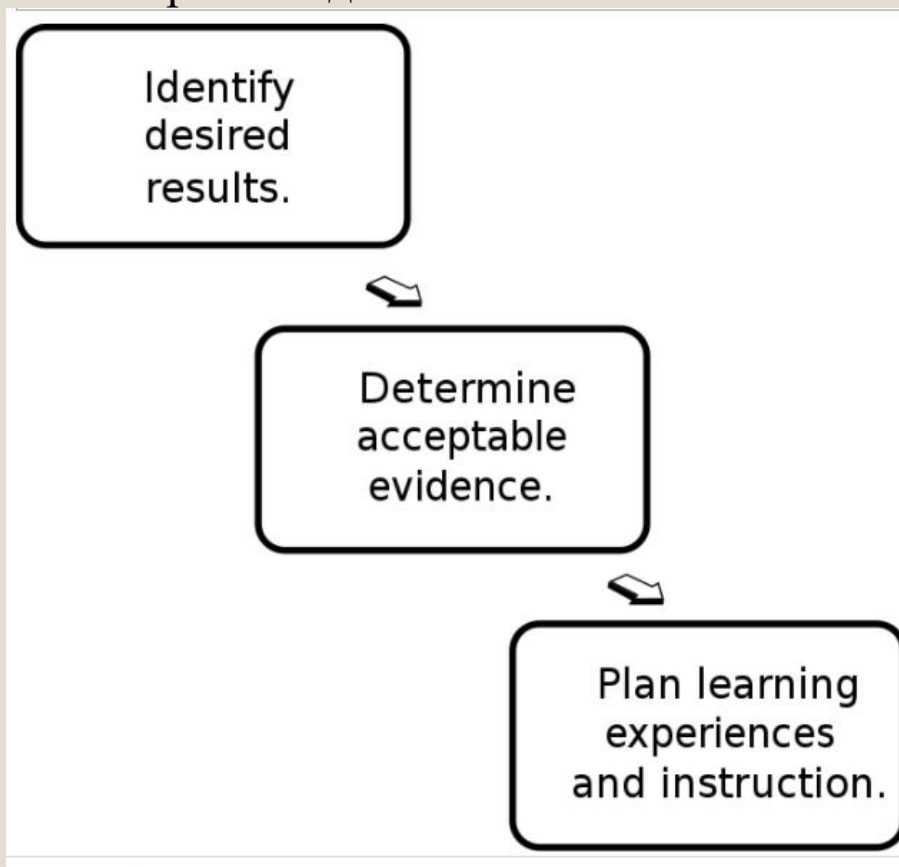 Identify
desired
results.
Determine
acceptable
evidence.
Plan learning
experiences
and instruction.